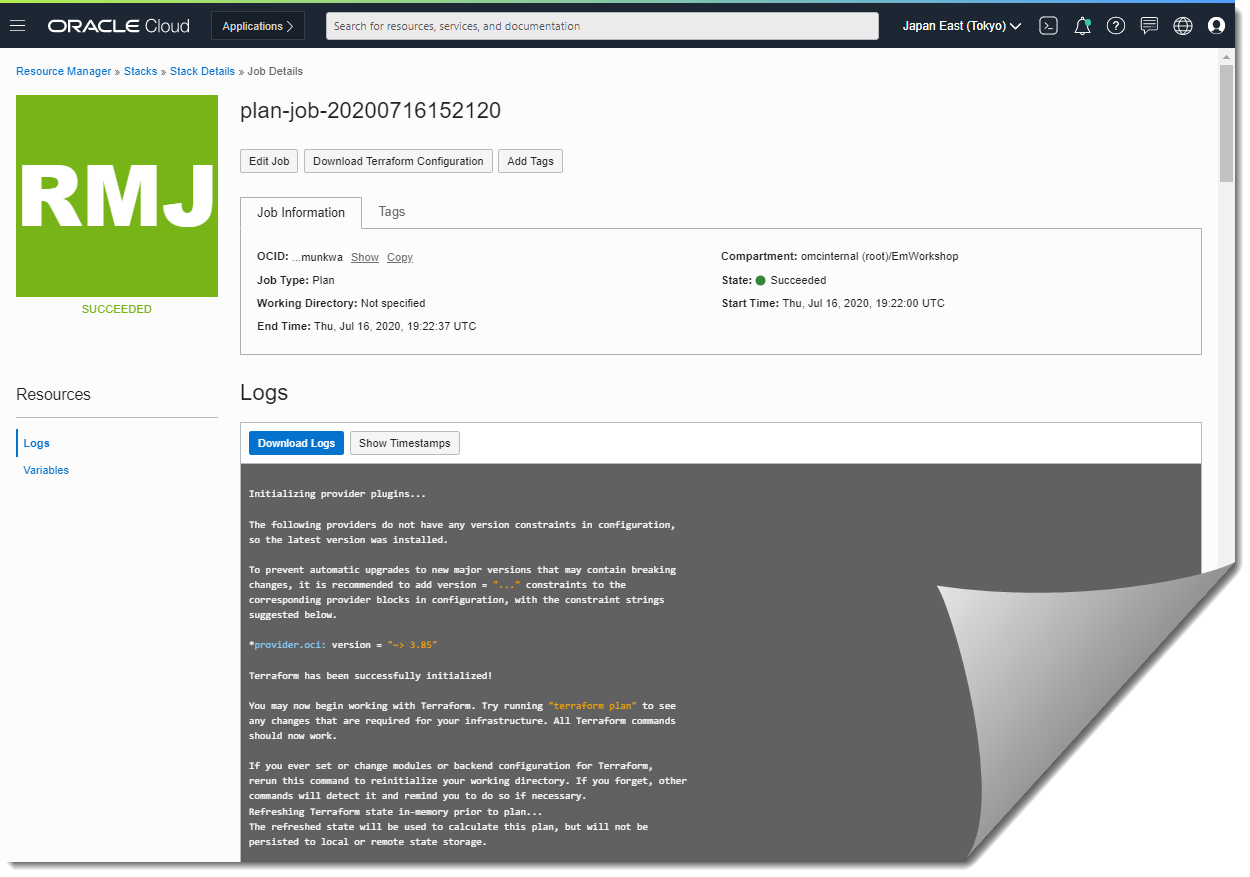 ORACLE Cloud
Applications
Search for resources, services, and documentation
Japan East (Tokyo)
Resource Manager » Stacks » Stack Details » Job Details
RMJ
SUCCEEDED
plan-job-20200716152120
Edit Job
Download Terraform Configuration
Add Tags
Job Information
Tags
OCID: ...munkwa Show Copy
Job Type: Plan
Working Directory: Not specified
End Time: Thu, Jul 16, 2020, 19:22:37 UTC
Compartment: omcinternal (root)/EmWorkshop
State: Succeeded
Start Time: Thu, Jul 16, 2020, 19:22:00 UTC
Resources
Logs
Variables
Logs
Download Logs
Show Timestamps
Initializing provider plugins...
The following providers do not have any version constraints in configuration,
so the latest version was installed.
To prevent automatic upgrades to new major versions that may contain breaking
changes, it is recommended to add version = "..." constraints to the
corresponding provider blocks in configuration, with the constraint strings
suggested below.
*provider.oci: version = "~> 3.85"
Terraform has been successfully initialized!
You may now begin working with Terraform. Try running "terraform plan" to see
any changes that are required for your infrastructure. All Terraform commands
should now work.
If you ever set or change modules or backend configuration for Terraform,
rerun this command to reinitialize your working directory. If you forget, other
commands will detect it and remind you to do so if necessary.
Refreshing Terraform state in-memory prior to plan...
The refreshed state will be used to calculate this plan, but will not be
persisted to local or remote state storage.